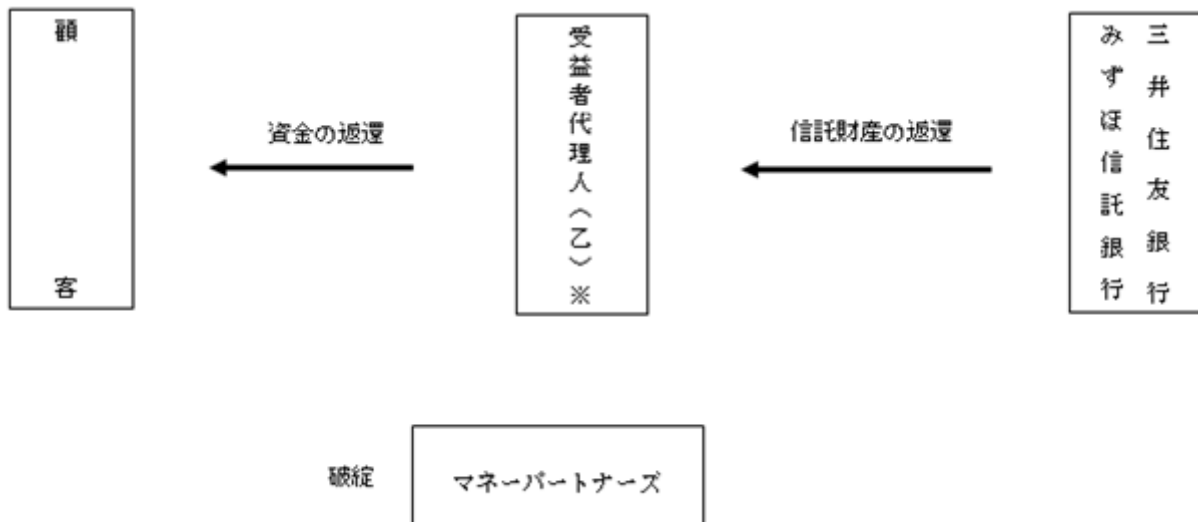 顧客
資金の返還
受益者代理人（乙）※
信託財産の返還
三井住友銀行
みずほ信託銀行
破綻
マネーパートナーズ